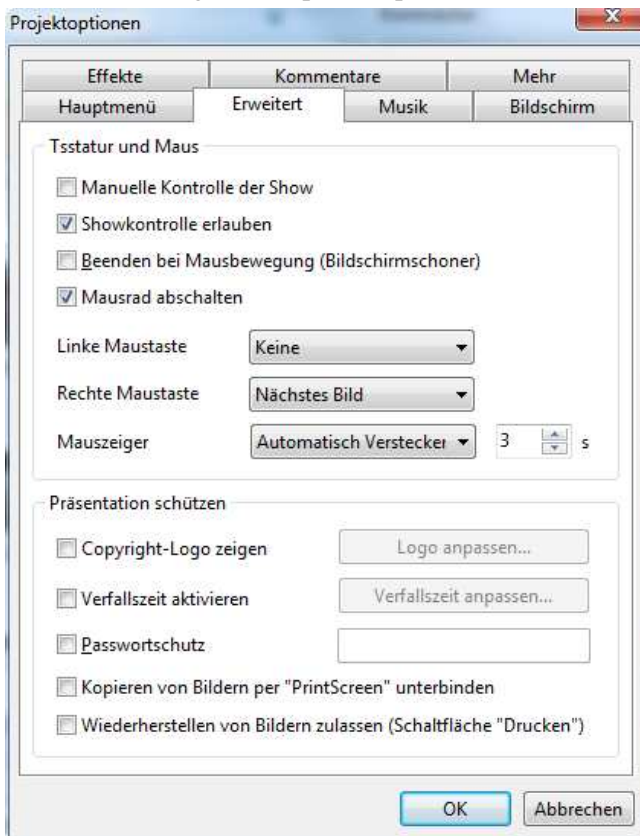 Projektoptionen
Effekte Kommentare Mehr
Hauptmenü Erweitert Musik Bildschirm
Tsstatur und Maus
Manuelle Kontrolle der Show
Showkontrolle erlauben
Beenden bei Mausbewegung (Bildschirmschoner)
Mausrad abschalten
Linke Maustaste Keine
Rechte Maustaste Nächstes Bild
Mauszeiger Automatisch Verstecker 3 s
Präsentation schützen
Copyright-Logo zeigen Logo anpassen...
Verfallszeit aktivieren Verfallszeit anpassen...
Passwortschutz
Kopieren von Bildern per "PrintScreen" unterbinden
Wiederherstellen von Bildern zulassen (Schaltfläche "Drucken")
OK Abbrechen